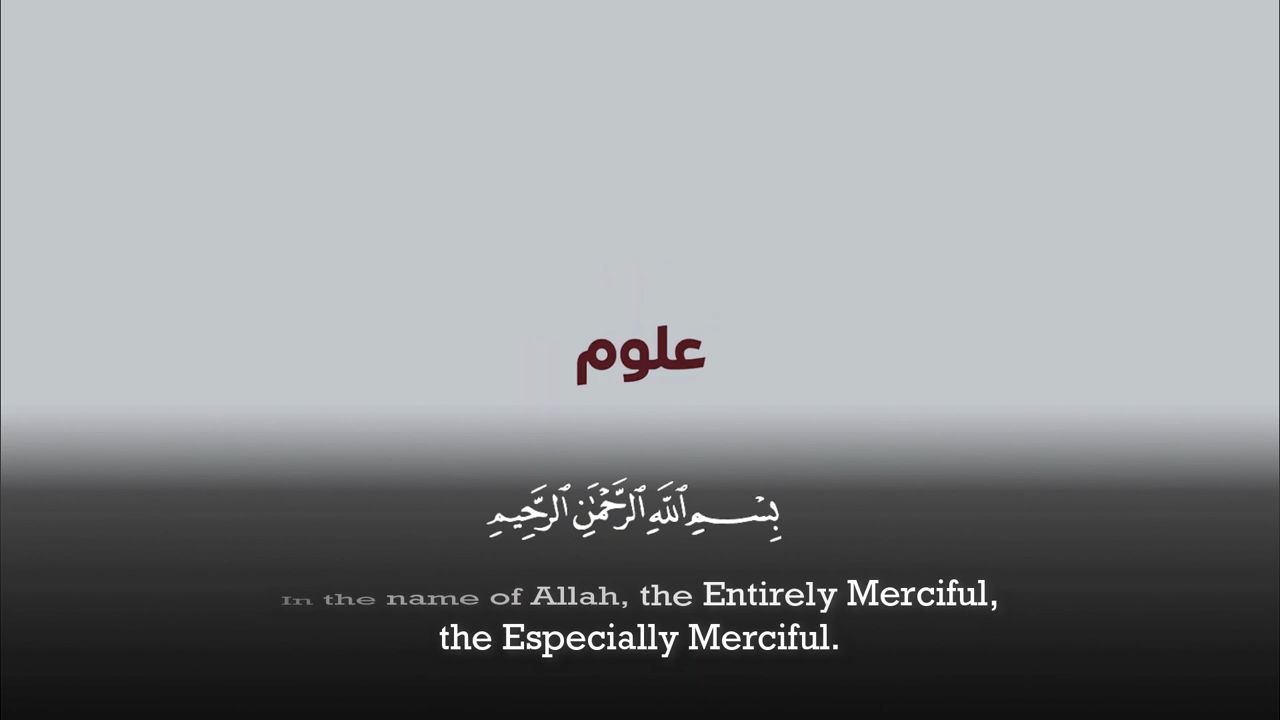 علوم
بِسْمِ ٱللَّهِ ٱلرَّحْمَٰنِ ٱلرَّحِيمِ
In the name of Allah, the Entirely Merciful,
the Especially Merciful.